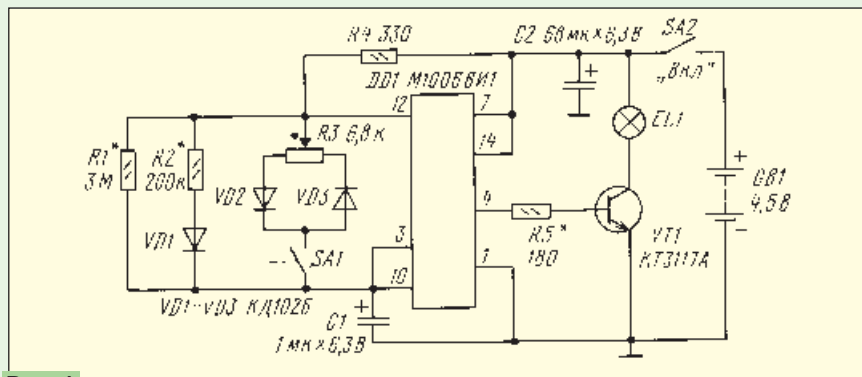 R4 330
C2 68 мк × 6,3 В
SA2
„Вкл"
DD1 М1006ВИ1
12
7
14
R3 6,8 к
EL1
R1*
3 М
R2*
200к
VD2
VD3
4
+
GB1
4,5 В
-
VD1
SA1
3
R5*
180
VT1
КТ3117А
1
10
VD1-VD3 КД102Б
+
C1
1 мк × 6,3 В